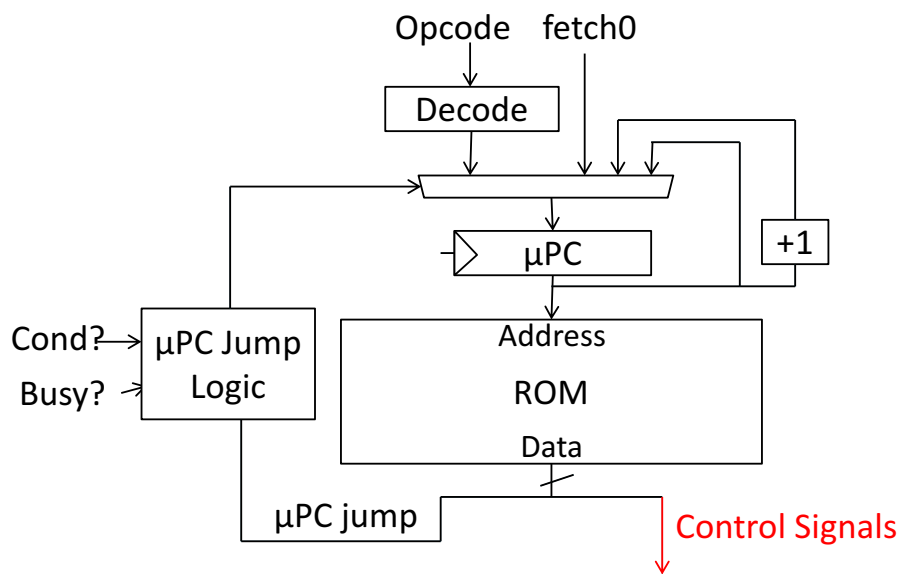 Opcode
fetch0
Decode
+1
µPC
Cond?
µPC Jump
Logic
Busy?
Address
ROM
Data
µPC jump
Control Signals